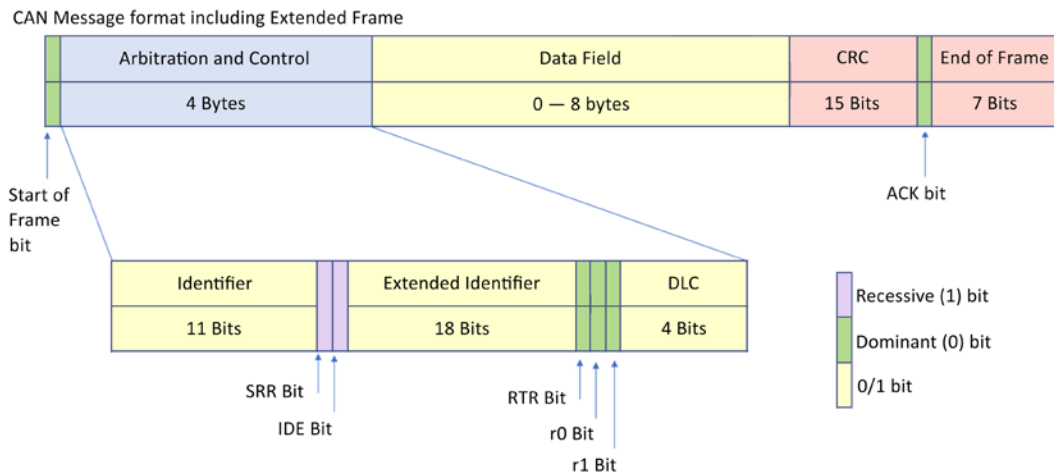 CAN Message format including Extended Frame
Arbitration and Control
Data Field
CRC
End of Frame
4 Bytes
0 — 8 bytes
15 Bits
7 Bits
Start of
Frame
bit
ACK bit
Identifier
Extended Identifier
DLC
11 Bits
18 Bits
4 Bits
SRR Bit
IDE Bit
RTR Bit
r0 Bit
r1 Bit
Recessive (1) bit
Dominant (0) bit
0/1 bit